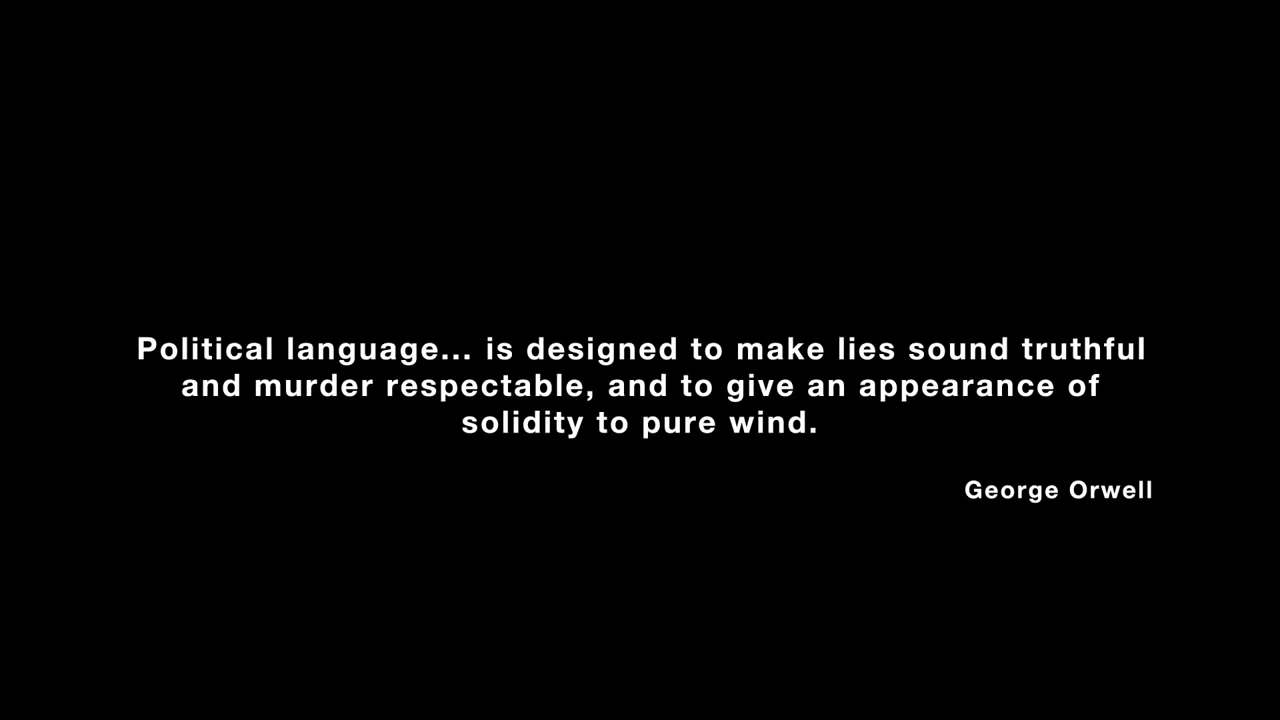 Political language... is designed to make lies sound truthful
and murder respectable, and to give an appearance of
solidity to pure wind.
George Orwell